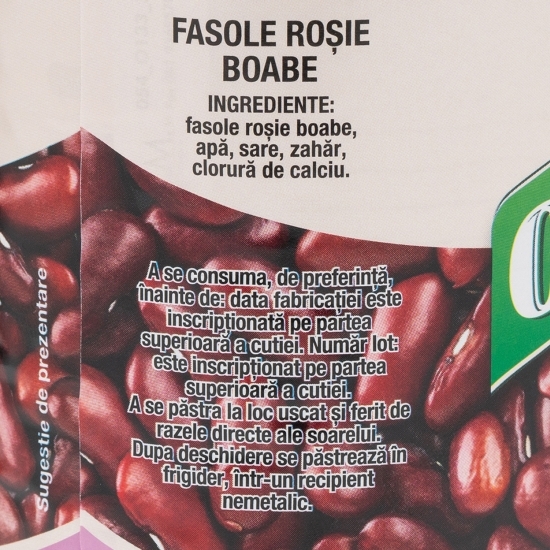 FASOLE ROȘIE
BOABE
INGREDIENTE:
fasole roșie boabe,
apă, sare, zahăr,
clorură de calciu.
A se consuma, de preferință,
înainte de: data fabricației este
inscripționată pe partea
superioară a cutiei. Număr lot:
este inscripționat pe partea
superioară a cutiei.
A se păstra la loc uscat și ferit de
razele directe ale soarelui.
Dupa deschidere se păstrează în
frigider, intr-un recipient
nemetalic.
Sugestie de prezentare